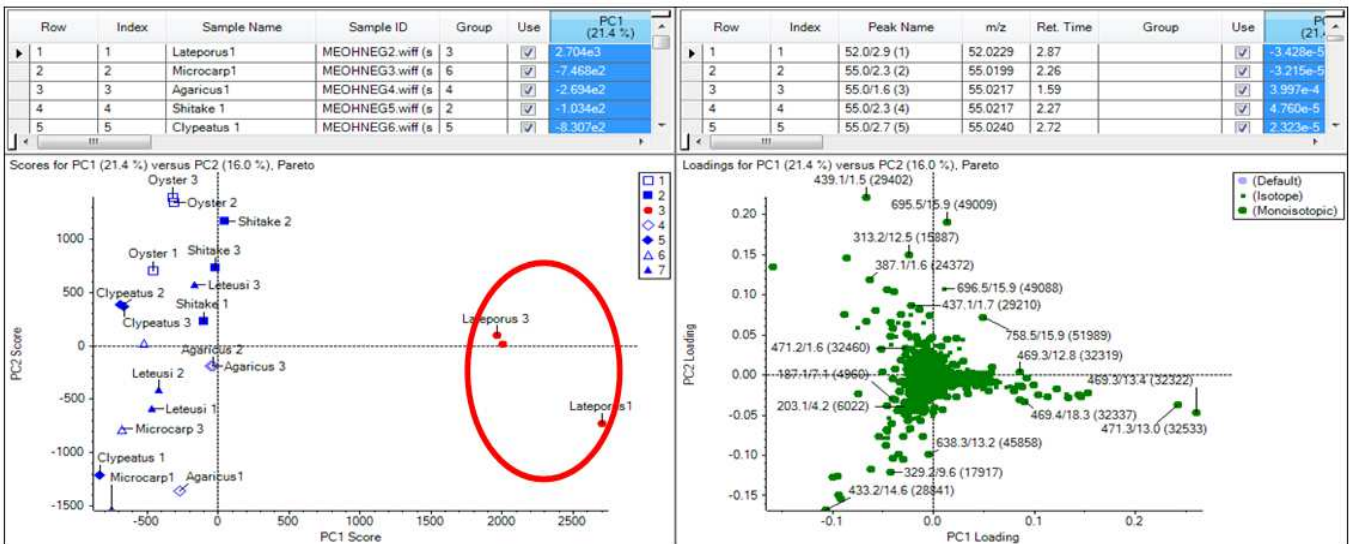 Row Index Sample Name Sample ID Group Use PC1 (21.4 %)
1 1 Lateporus1 MEOHNEG2.wiff (s 3 2.704e3
2 2 Microcarp1 MEOHNEG3.wiff (s 6 -7.468e2
3 3 Agaricus1 MEOHNEG4.wiff (s 4 -2.694e2
4 4 Shitake 1 MEOHNEG5.wiff (s 2 -1.034e2
5 5 Clypeatus 1 MEOHNEG6.wiff (s 5 -8.307e2
Row Index Peak Name m/z Ret. Time Group Use (21.
1 1 52.0/2.9 (1) 52.0229 2.87 -3.428e-5
2 2 55.0/2.3 (2) 55.0199 2.26 -3.215e-5
3 3 55.0/1.6 (3) 55.0217 1.59 3.997e-4
4 4 55.0/2.3 (4) 55.0217 2.27 4.760e-5
5 5 55.0/2.7 (5) 55.0240 2.72 2.323e-5
Scores for PC1 (21.4 %) versus PC2 (16.0 %), Pareto
Oyster 3
Oyster 2
Shitake 2
1000
Oyster 1
Shitake 3
Leteusi 3
500
Clypeatus 2
Shitake 1
Clypeatus 3
Lateporus 3
0
Agaricus 2
Agaricus 3
Leteusi 2
-500
Leteusi 1
Lateporus1
Microcarp 3
-1000
Clypeatus 1
Microcarp1
Agaricus1
-1500
-500 0 500 1000 1500 2000 2500
PC1 Score
PC2 Score
1
2
3
4
5
6
7
Loadings for PC1 (21.4 %) versus PC2 (16.0 %), Pareto
439.1/1.5 (29402)
0.20
695.5/15.9 (49009)
313.2/12.5 (15887)
0.15
387.1/1.6 (24372)
696.5/15.9 (49088)
0.10
437.1/1.7 (29210)
0.05
758.5/15.9 (51989)
471.2/1.6 (32460)
469.3/12.8 (32319)
0.00
187.1/7.1 (4960)
469.3/13.4 (32322)
203.1/4.2 (6022)
-0.05
469.4/18.3 (32337)
471.3/13.0 (32533)
638.3/13.2 (45858)
-0.10
329.2/9.6 (17917)
433.2/14.6 (28841)
-0.15
-0.1 0.0 0.1 0.2
PC1 Loading
PC2 Loading
(Default)
(Isotope)
(Monoisotopic)